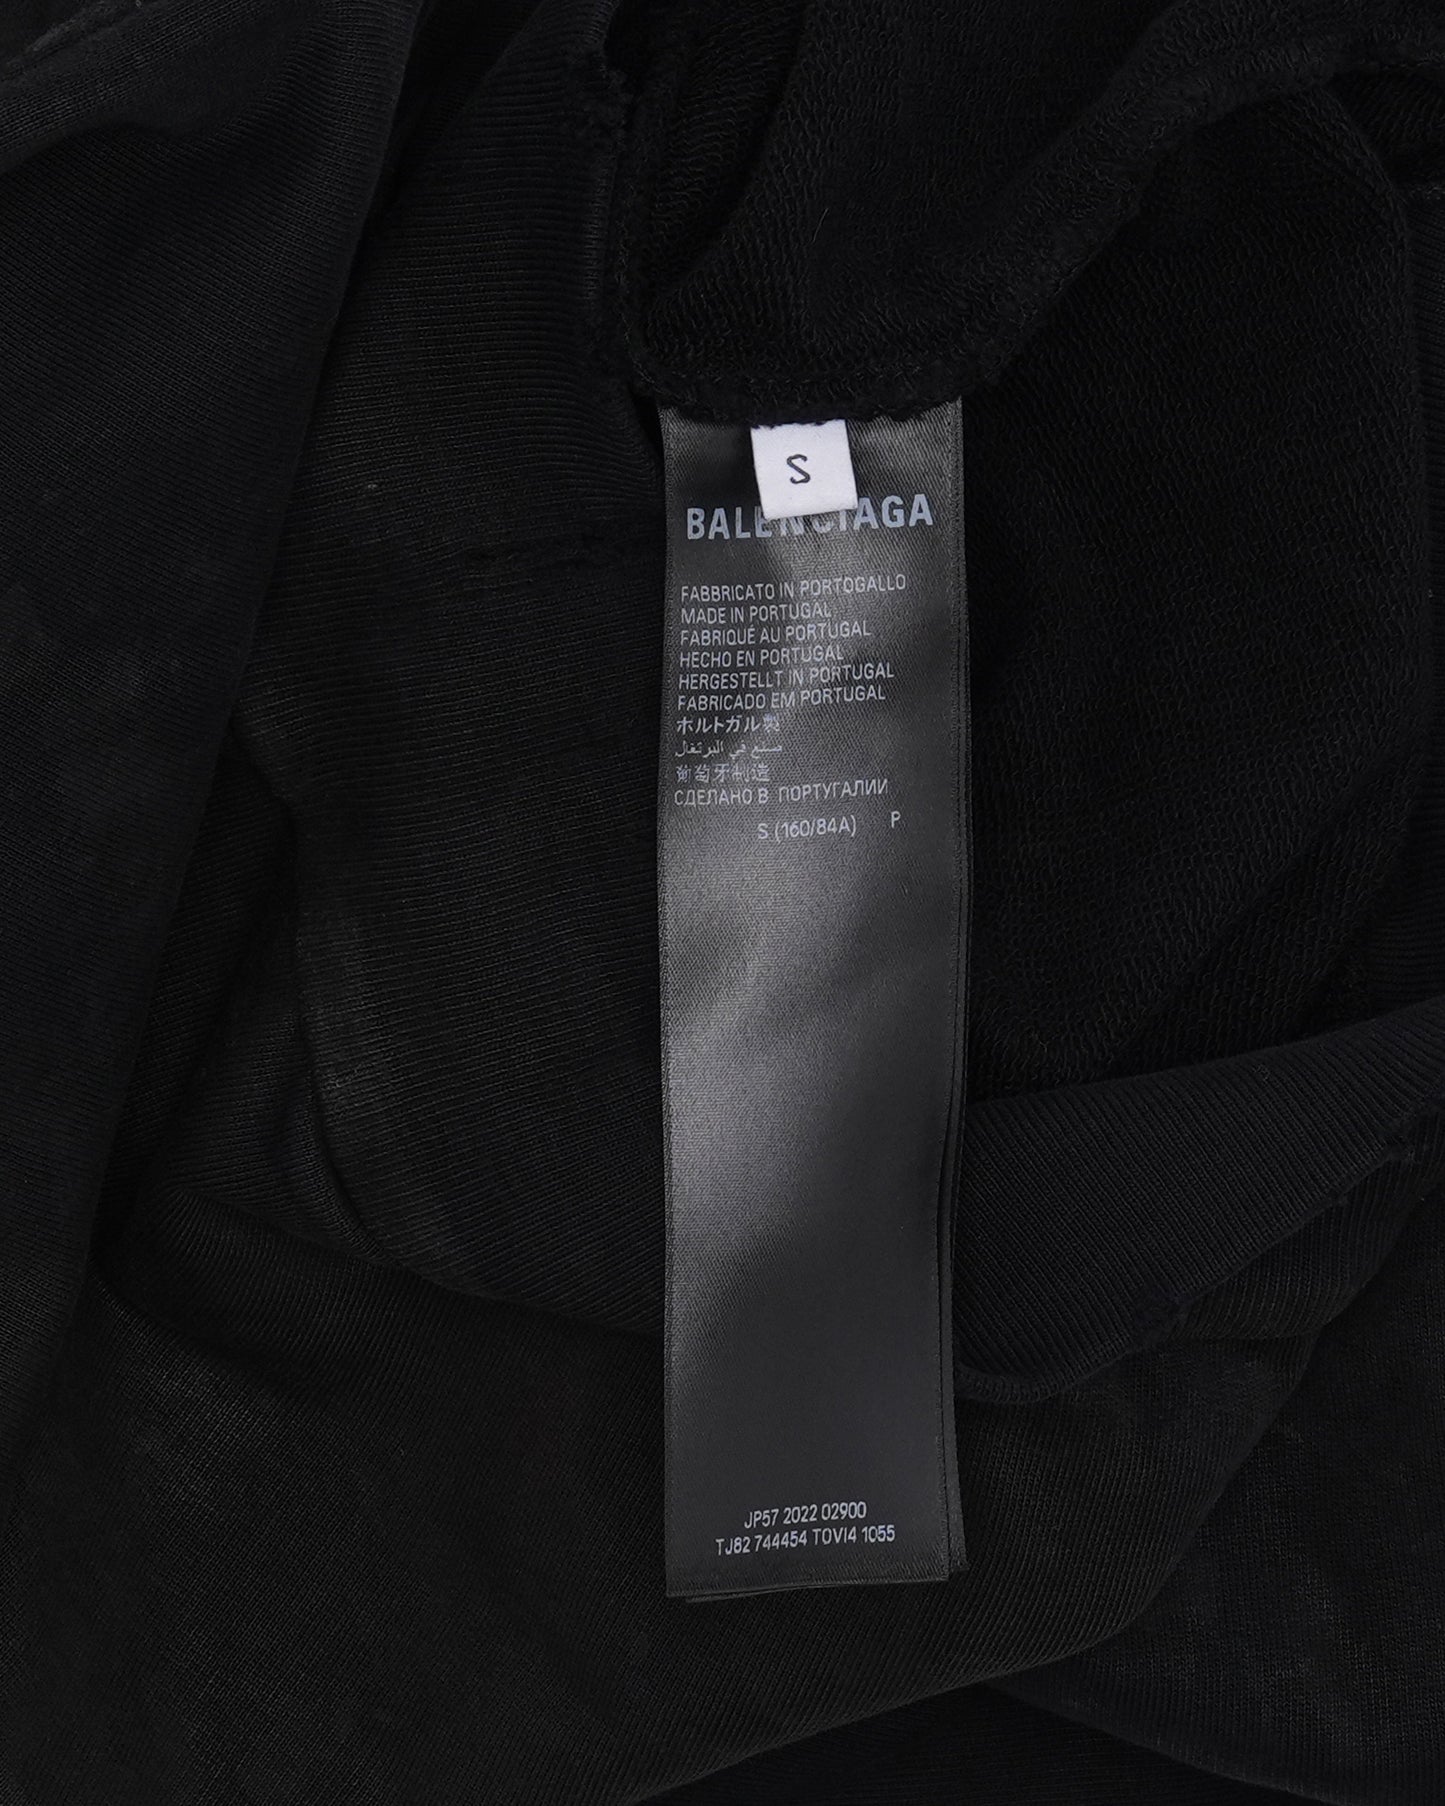 S
BALENCIAGA
FABBRICATO IN PORTOGALLO
MADE IN PORTUGAL
FABRIQUÉ AU PORTUGAL
HECHO EN PORTUGAL
HERGESTELLT IN PORTUGAL
FABRICADO EM PORTUGAL
ポルトガル製
صنع في البرتغال
葡萄牙制造
СДЕЛАНО В ПОРТУГАЛИИ
S (160/84A) P
JP57 2022 02900
TJ82 744454 TOVI4 1055